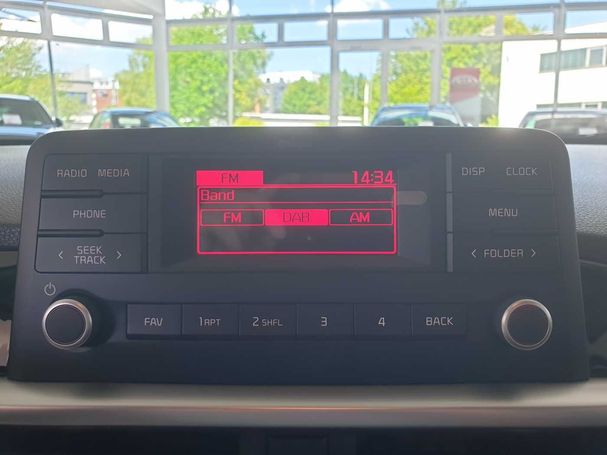 RADIO MEDIA
PHONE
< SEEK TRACK >
FM 14:34
Band
FM DAB AM
DISP CLOCK
MENU
< FOLDER >
FAV 1 RPT 2 SHFL 3 4 BACK